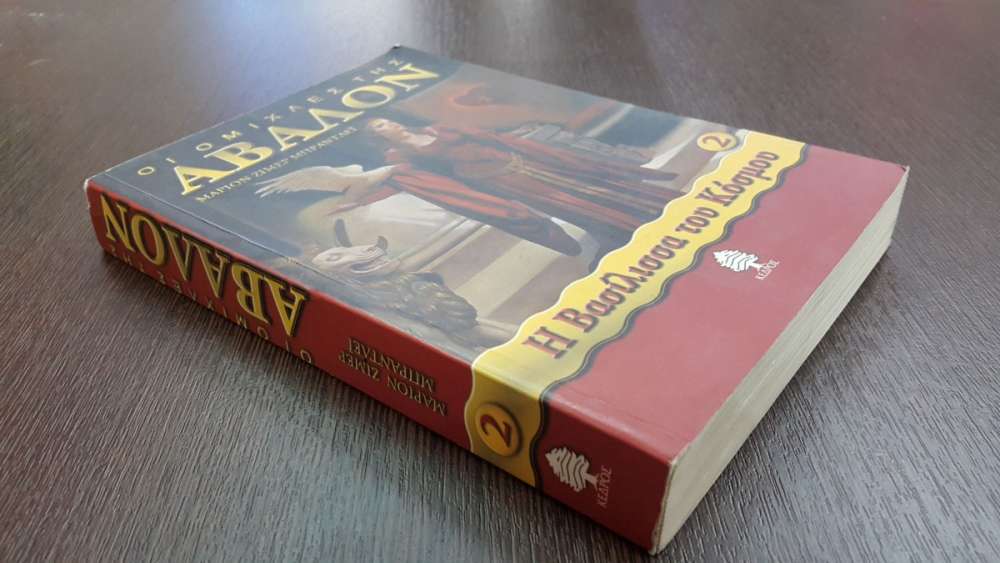 ΟΙ ΟΜΙΧΛΕΣ ΤΗΣ
ΑΒΑΛΟΝ
ΜΑΡΙΟΝ ΖΙΜΕΡ ΜΠΡΑΝΤΛΕΪ
2
Η Βασίλισσα του Κόσμου
ΚΕΔΡΟΣ
ΟΙ ΟΜΙΧΛΕΣ ΤΗΣ
ΑΒΑΛΟΝ
ΜΑΡΙΟΝ ΖΙΜΕΡ
ΜΠΡΑΝΤΛΕΪ
2
ΚΕΔΡΟΣ